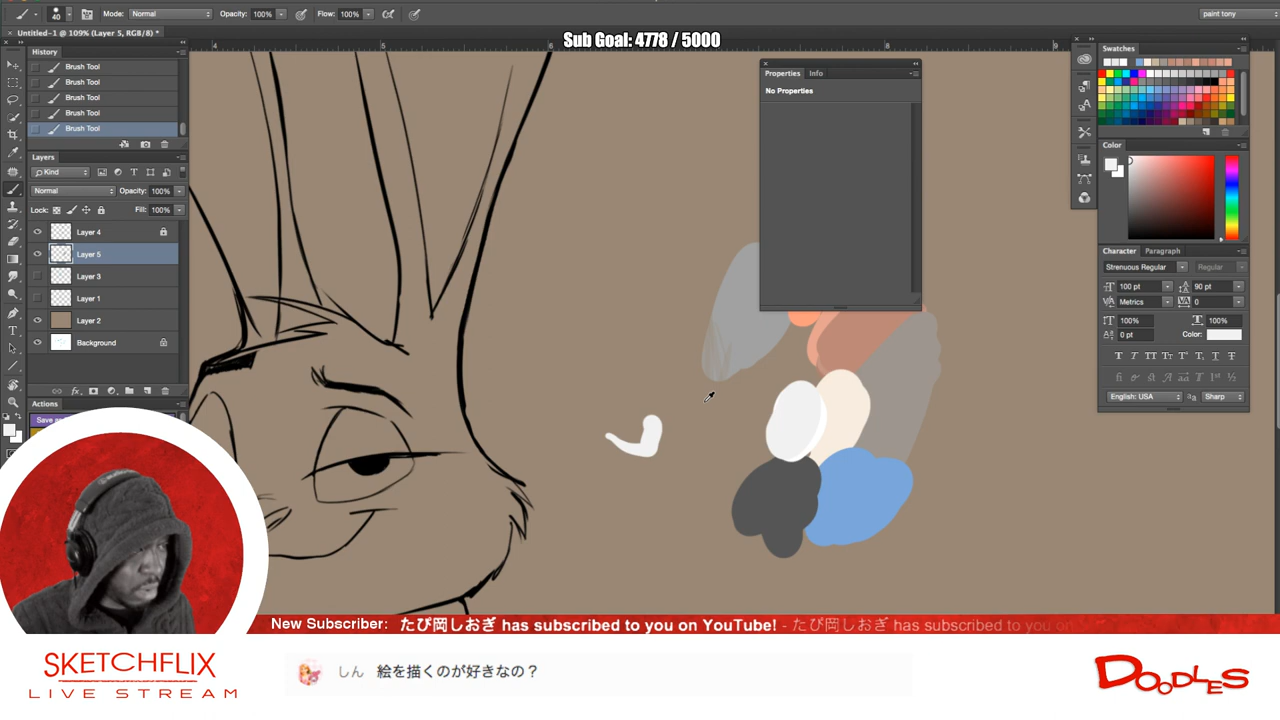 40
Mode: Normal
Opacity: 100%
Flow: 100%
paint tony
Untitled-1 @ 109% (Layer 5, RGB/8) *
Sub Goal: 4778 / 5000
4
5
6
8
9
History
Brush Tool
Brush Tool
Brush Tool
Brush Tool
Brush Tool
Layers
Kind
Normal
Opacity: 100%
Lock:
Fill: 100%
Layer 4
Layer 5
Layer 3
Layer 1
Layer 2
Background
Actions
Properties
Info
No Properties
Swatches
Color
Character
Paragraph
Strenuous Regular
Regular
100 pt
90 pt
Metrics
0
100%
100%
0 pt
Color:
English: USA
Sharp
New Subscriber:
たび岡しおぎ has subscribed to you on YouTube! - たび岡しおぎ has subscribed to you on
SKETCHFLIX
LIVE STREAM
しん 絵を描くのが好きなの？
DOODLES